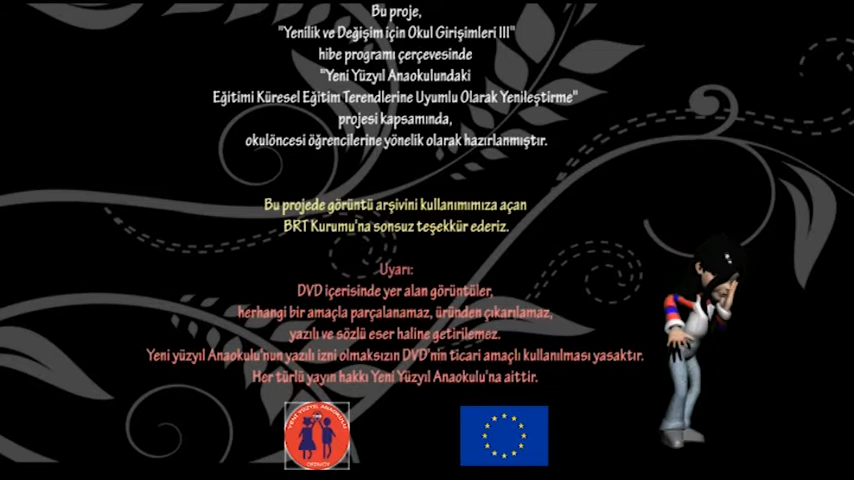 Bu proje,
"Yenilik ve Değişim için Okul Girişimleri III"
hibe programı çerçevesinde
"Yeni Yüzyıl Anaokulundaki
Eğitimi Küresel Eğitim Terendlerine Uyumlu Olarak Yenileştirme"
projesi kapsamında,
okulöncesi öğrencilerine yönelik olarak hazırlanmıştır.
Bu projede görüntü arşivini kullanımımıza açan
BRT Kurumu'na sonsuz teşekkür ederiz.
Uyarı:
DVD içerisinde yer alan görüntüler,
herhangi bir amaçla parçalanamaz, üründen çıkarılamaz,
yazılı ve sözlü eser haline getirilemez.
Yeni yüzyıl Anaokulu'nun yazılı izni olmaksızın DVD'nin ticari amaçlı kullanılması yasaktır.
Her türlü yayın hakkı Yeni Yüzyıl Anaokulu'na aittir.
YENİ YÜZYIL ANAOKULU